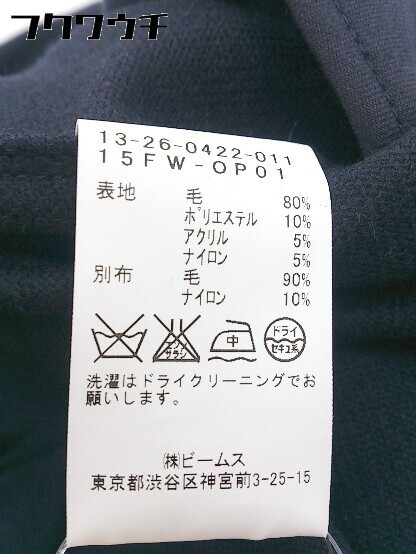 フクウウチ
13-26-0422-011
15FW-OP01
表地 毛 80%
ポリエステル 10%
アクリル 5%
ナイロン 5%
別布 毛 90%
ナイロン 10%
エンソ サラシ 中 ドライ セキユ系
洗濯はドライクリーニングでお
願いします。
㈱ビームス
東京都渋谷区神宮前3-25-15